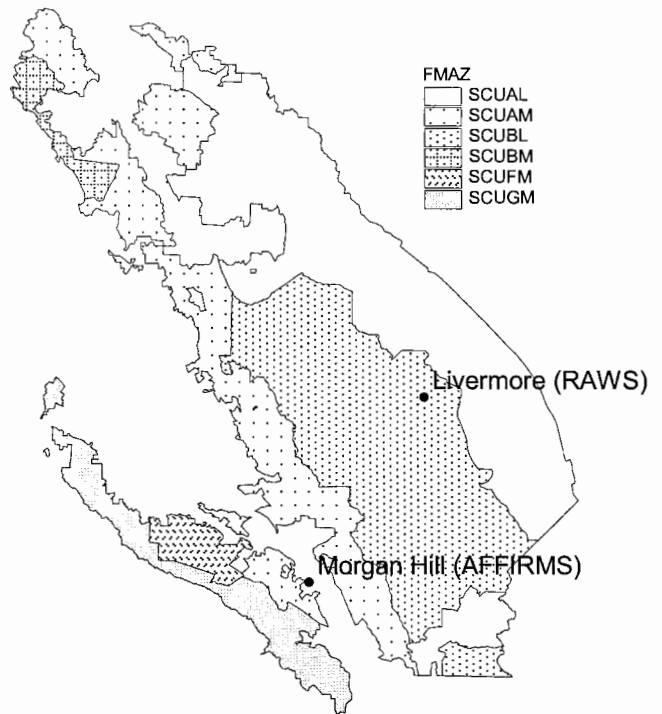 FMAZ
SCUAL
SCUAM
SCUBL
SCUBM
SCUFM
SCUGM
Livermore (RAWS)
Morgan Hill (AFFIRMS)